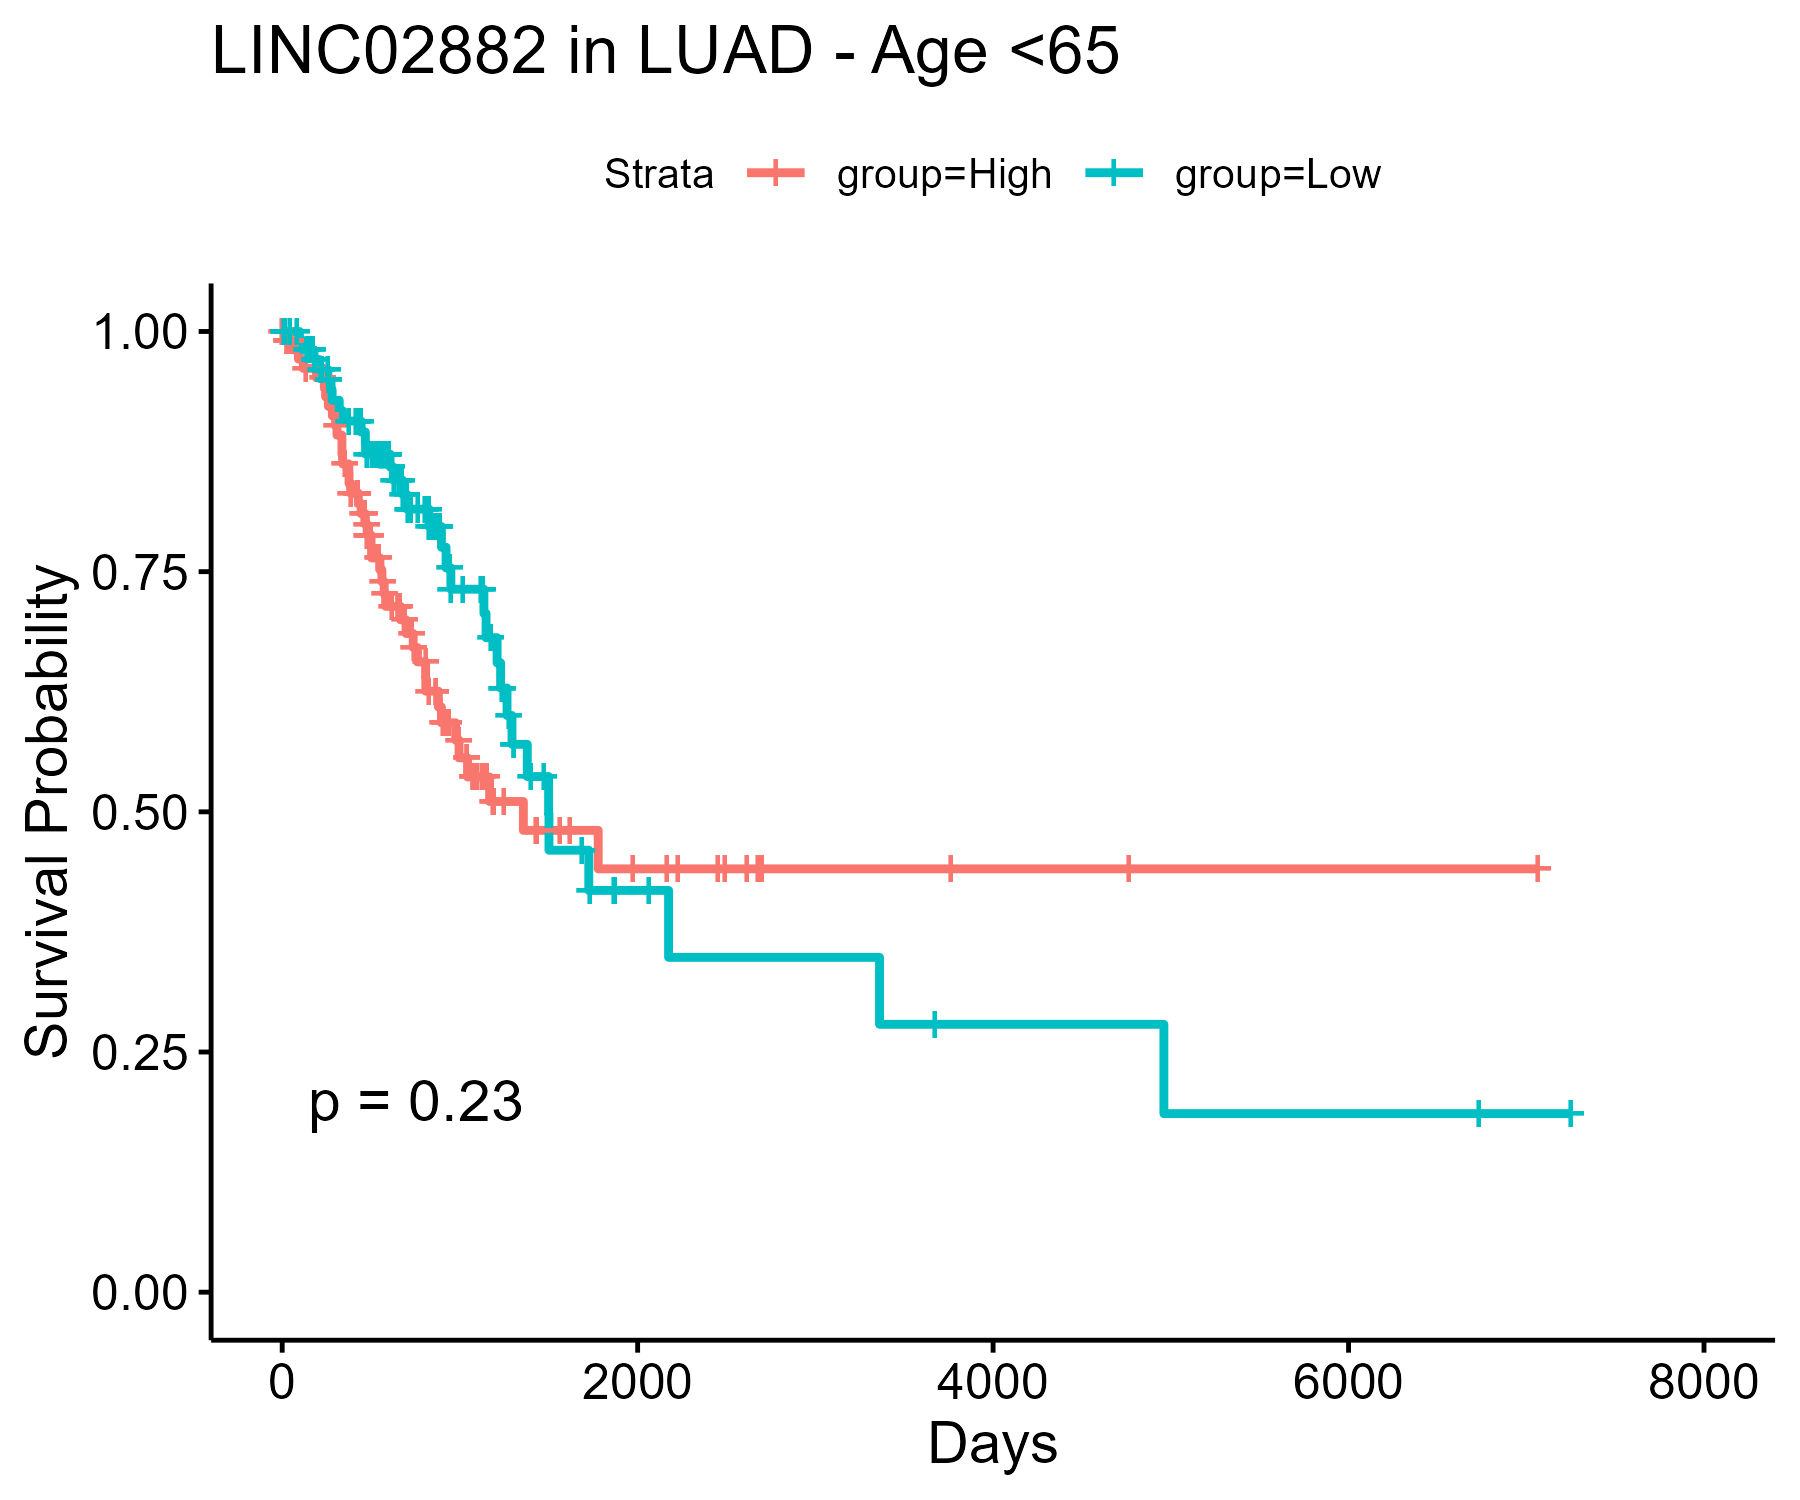 LINC02882 in LUAD - Age <65
Strata group=High group=Low
Survival Probability
1.00
0.75
0.50
0.25
0.00
p = 0.23
0 2000 4000 6000 8000
Days